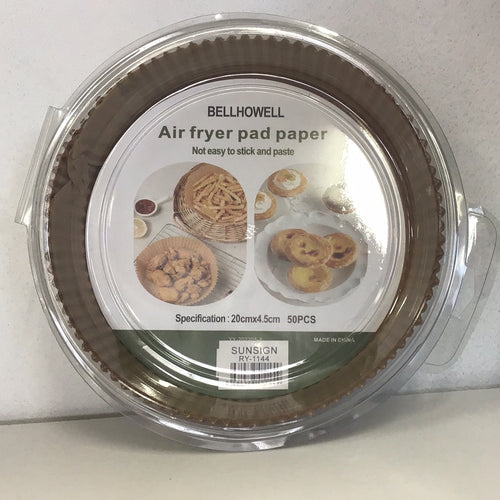 BELLHOWELL
Air fryer pad paper
Not easy to stick and paste
Specification : 20cmx4.5cm 50PCS
MADE IN CHINA
SUNSIGN
RY-1144